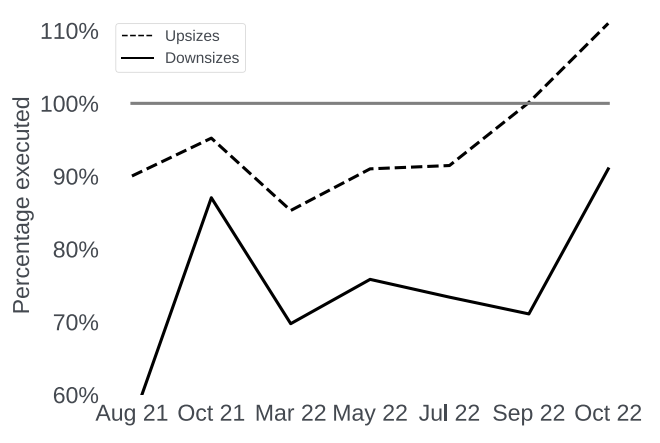 110%
100%
90%
80%
70%
60%
Percentage executed
Upsizes
Downsizes
Aug 21 Oct 21 Mar 22 May 22 Jul 22 Sep 22 Oct 22